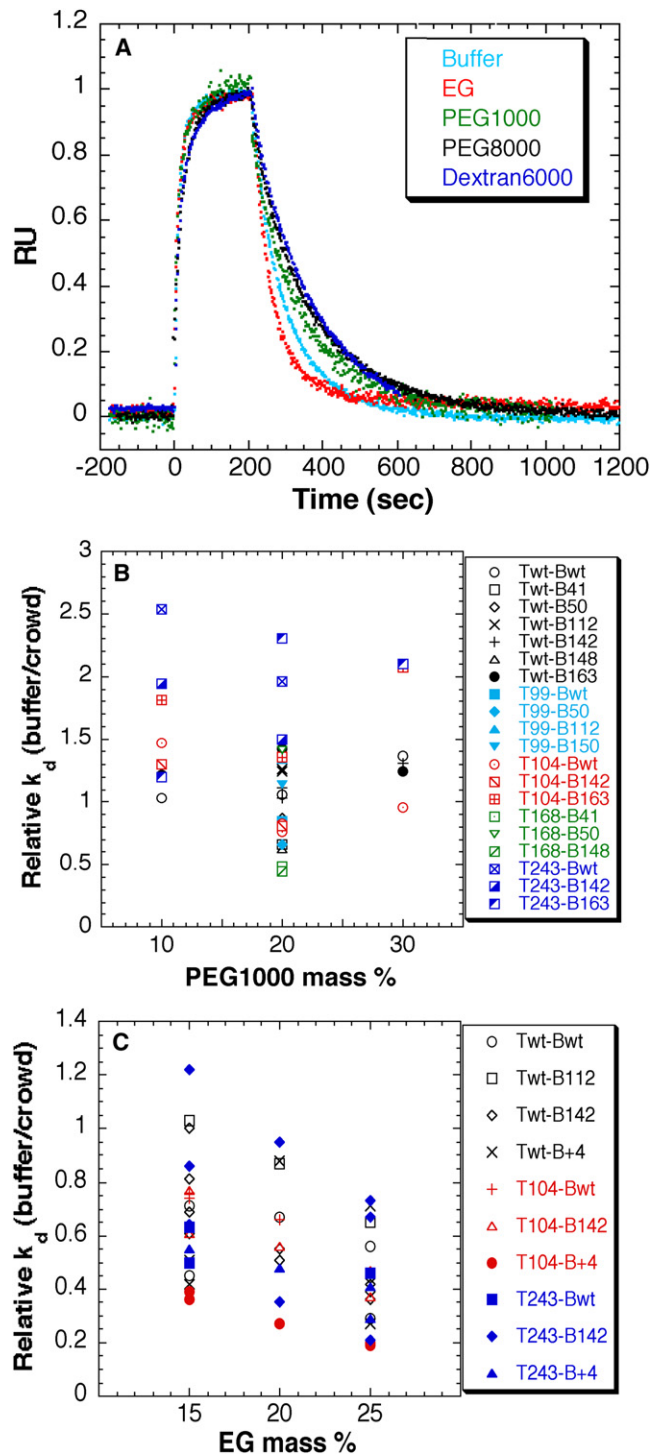 A
Buffer
EG
PEG1000
PEG8000
Dextran6000
1.2
1
0.8
0.6
0.4
0.2
0
RU
-200 0 200 400 600 800 1000 1200
Time (sec)
B
3
2.5
2
1.5
1
0.5
0
Relative kd (buffer/crowd)
10 20 30
PEG1000 mass %
Twt-Bwt
Twt-B41
Twt-B50
Twt-B112
Twt-B142
Twt-B148
Twt-B163
T99-Bwt
T99-B50
T99-B112
T99-B150
T104-Bwt
T104-B142
T104-B163
T168-B41
T168-B50
T168-B148
T243-Bwt
T243-B142
T243-B163
C
1.4
1.2
1
0.8
0.6
0.4
0.2
0
Relative kd (buffer/crowd)
15 20 25
EG mass %
Twt-Bwt
Twt-B112
Twt-B142
Twt-B+4
T104-Bwt
T104-B142
T104-B+4
T243-Bwt
T243-B142
T243-B+4